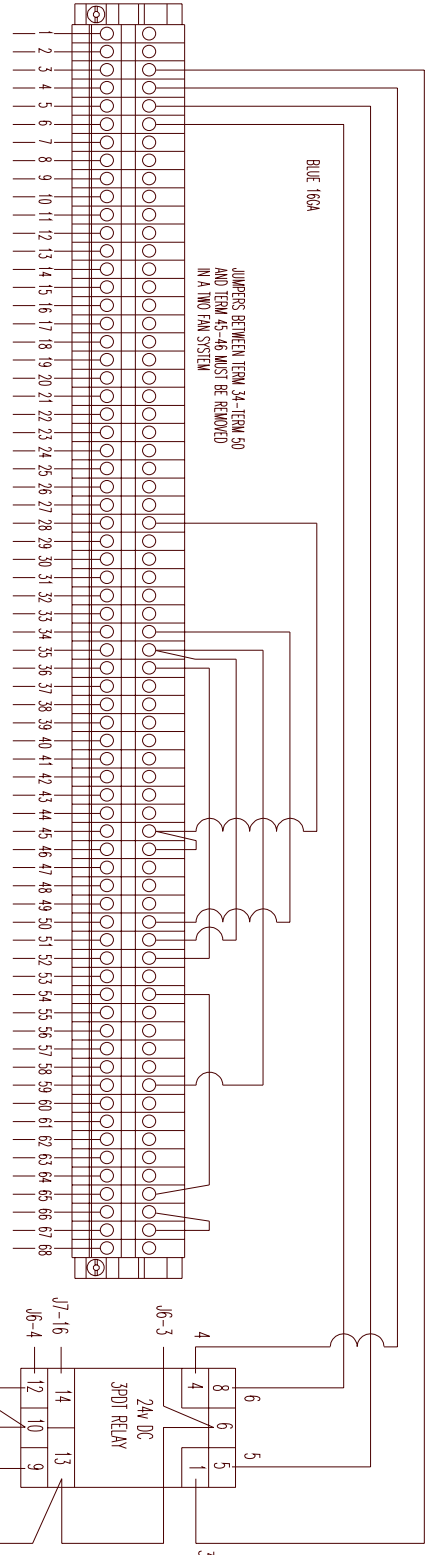 BLUE 16GA
JUMPERS BETWEEN TERM 34-TERM 50
AND TERM 45-46 MUST BE REMOVED
IN A TWO FAN SYSTEM
1 2 3 4 5 6 7 8 9 10 11 12 13 14 15 16 17 18 19 20 21 22 23 24 25 26 27 28 29 30 31 32 33 34 35 36 37 38 39 40 41 42 43 44 45 46 47 48 49 50 51 52 53 54 55 56 57 58 59 60 61 62 63 64 65 66 67 68
6 5
4
8 6 5
4 1
J6-3
24v DC
3PDT RELAY
J7-16
14 13
J6-4
12 10 9